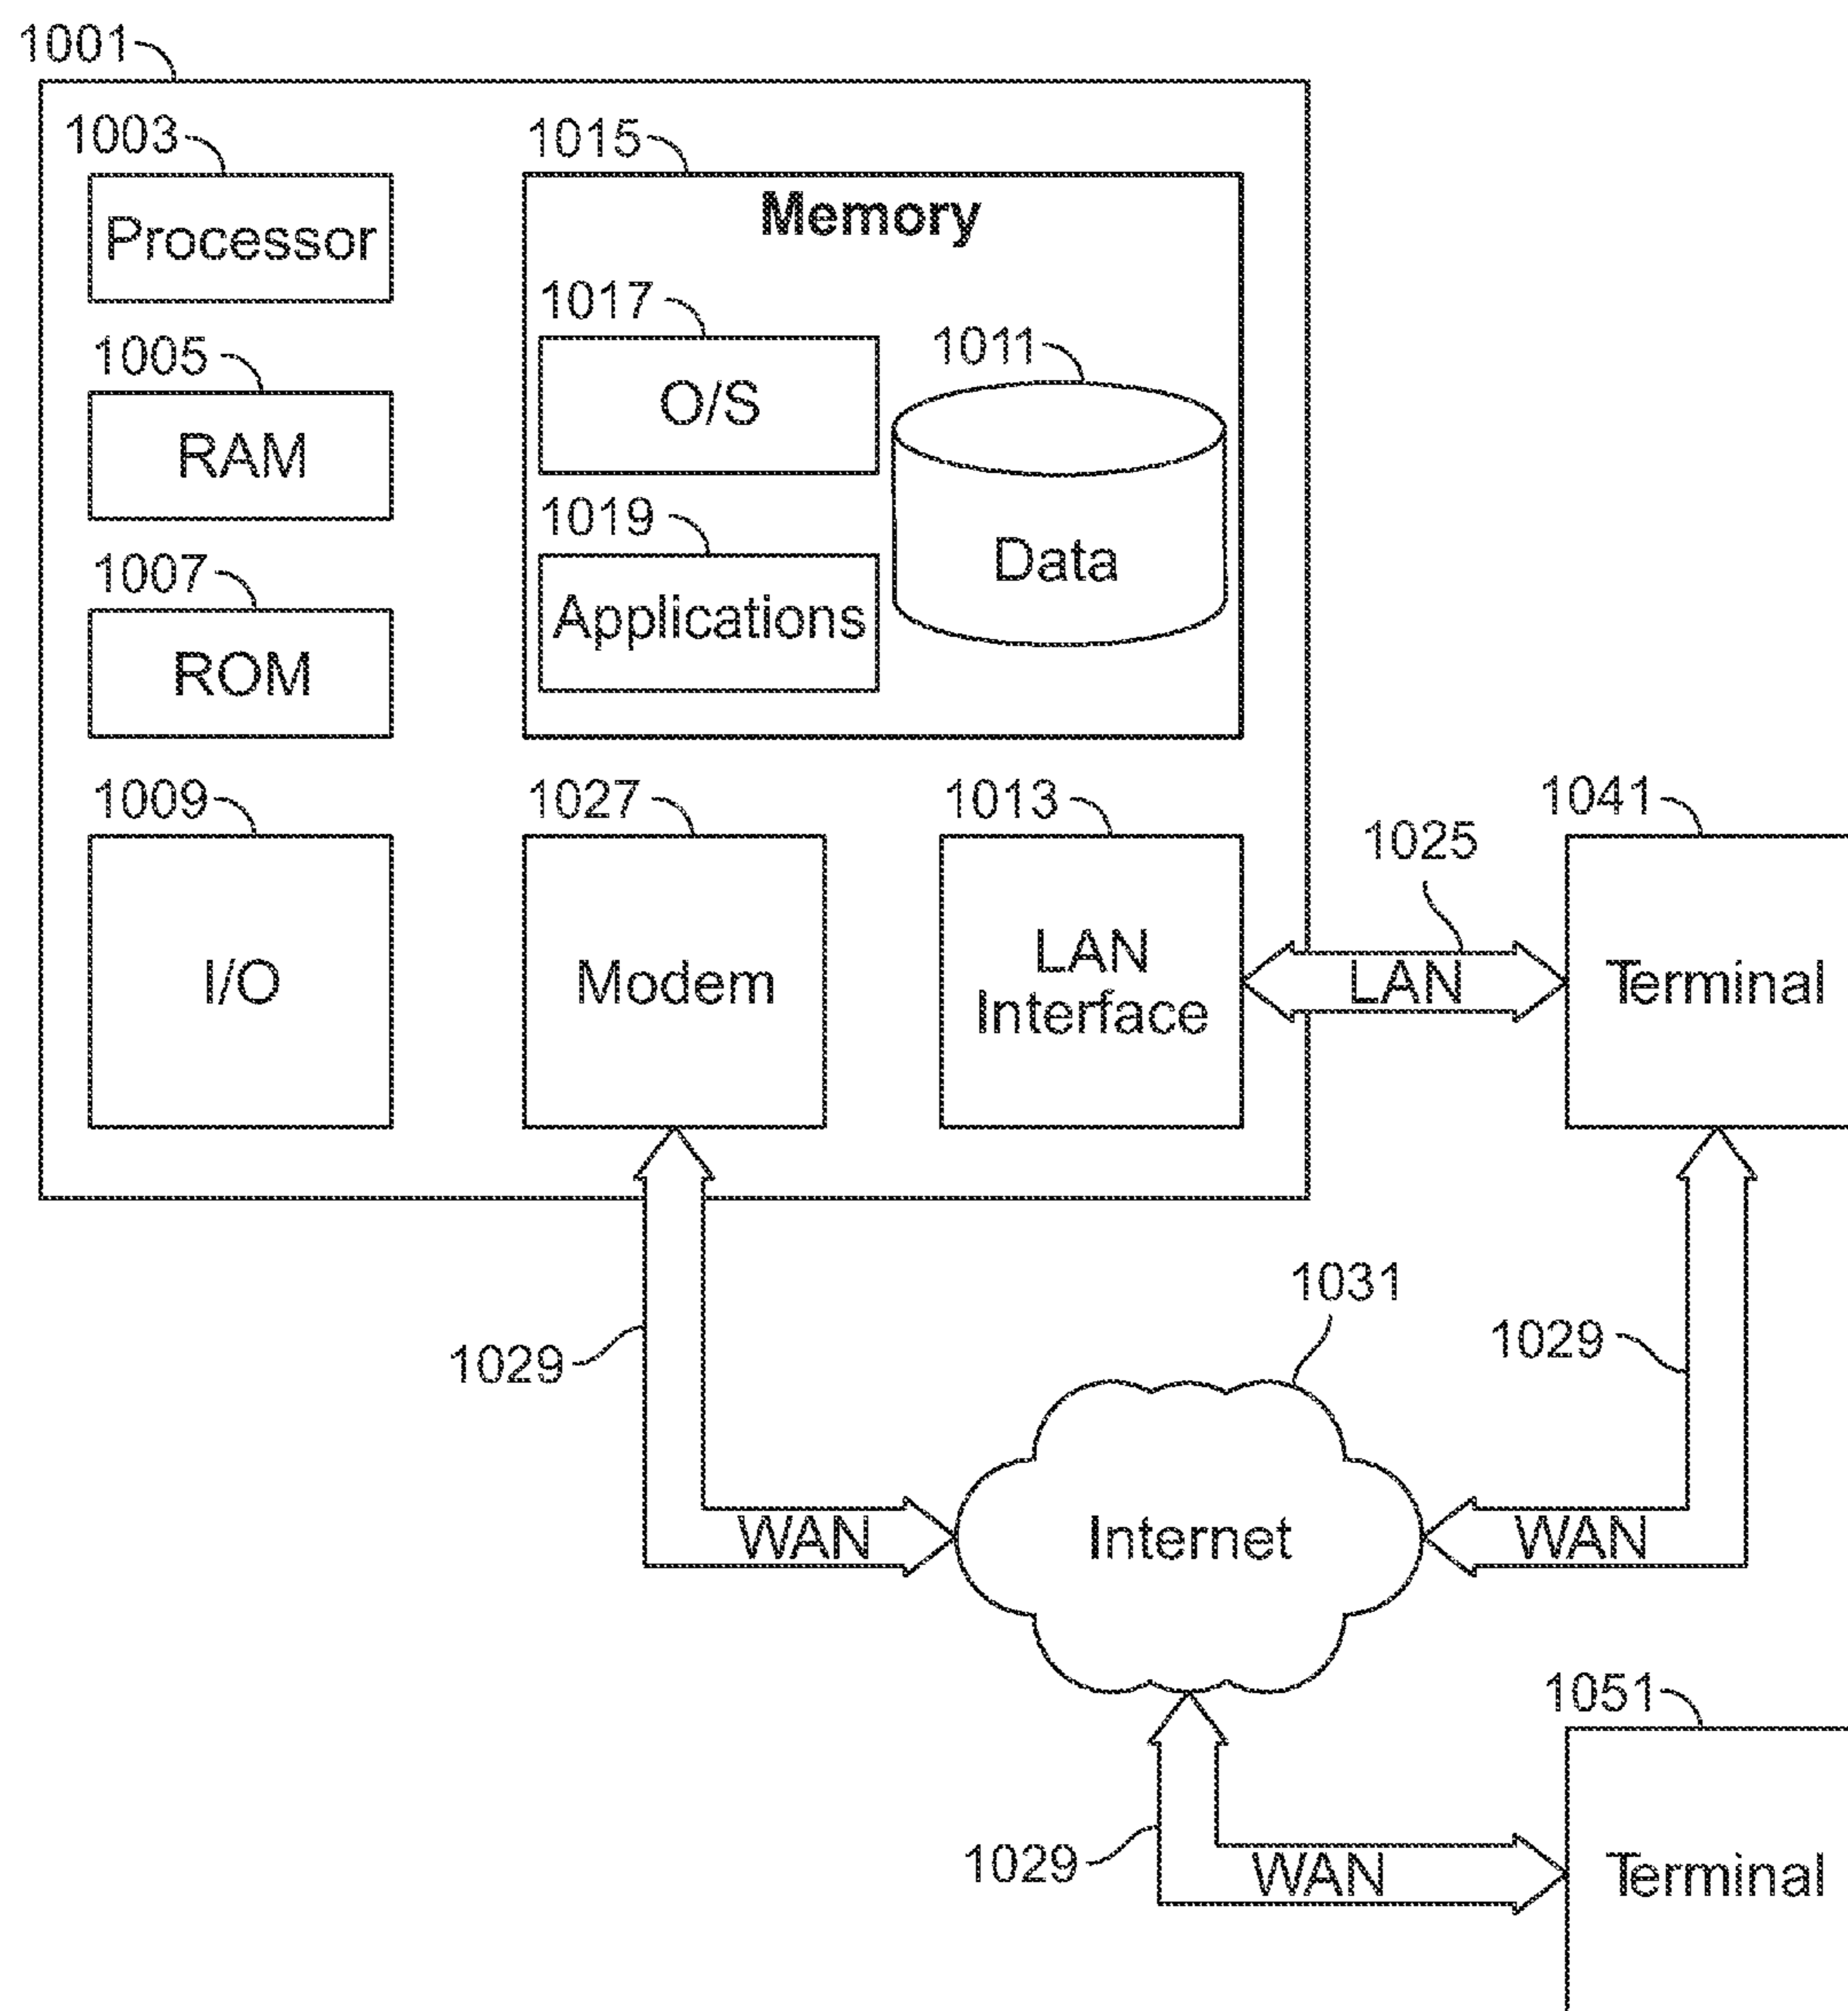 1001
1003
Processor
1005
RAM
1007
ROM
1015
Memory
1017
O/S
1011
Data
1019
Applications
1009
I/O
1027
Modem
1013
LAN
Interface
1025
LAN
1041
Terminal
1029
WAN
1031
Internet
1029
WAN
1029
WAN
1051
Terminal